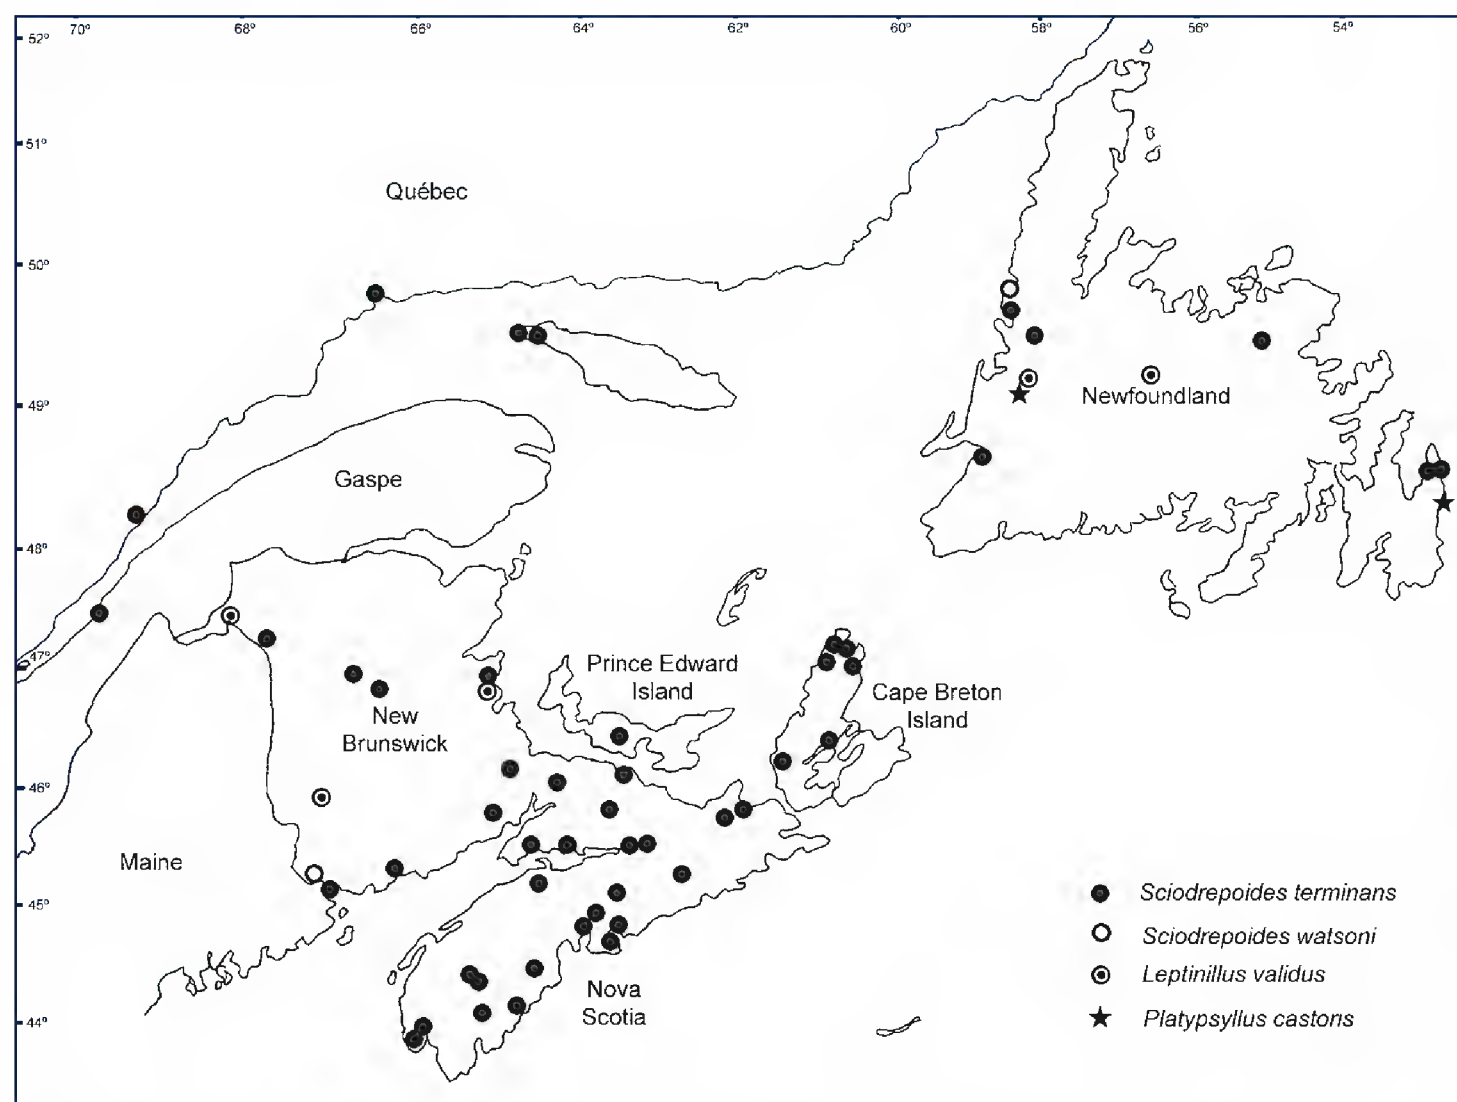 70° 68° 66° 64° 62° 60° 58° 56° 54°
52°
51°
50°
49°
48°
47°
46°
45°
44°
Québec
Gaspe
Newfoundland
Prince Edward
Island
Cape Breton
Island
New
Brunswick
Maine
Nova
Scotia
Sciodrepoides terminans
Sciodrepoides watsoni
Leptinillus validus
Platypsyllus castons